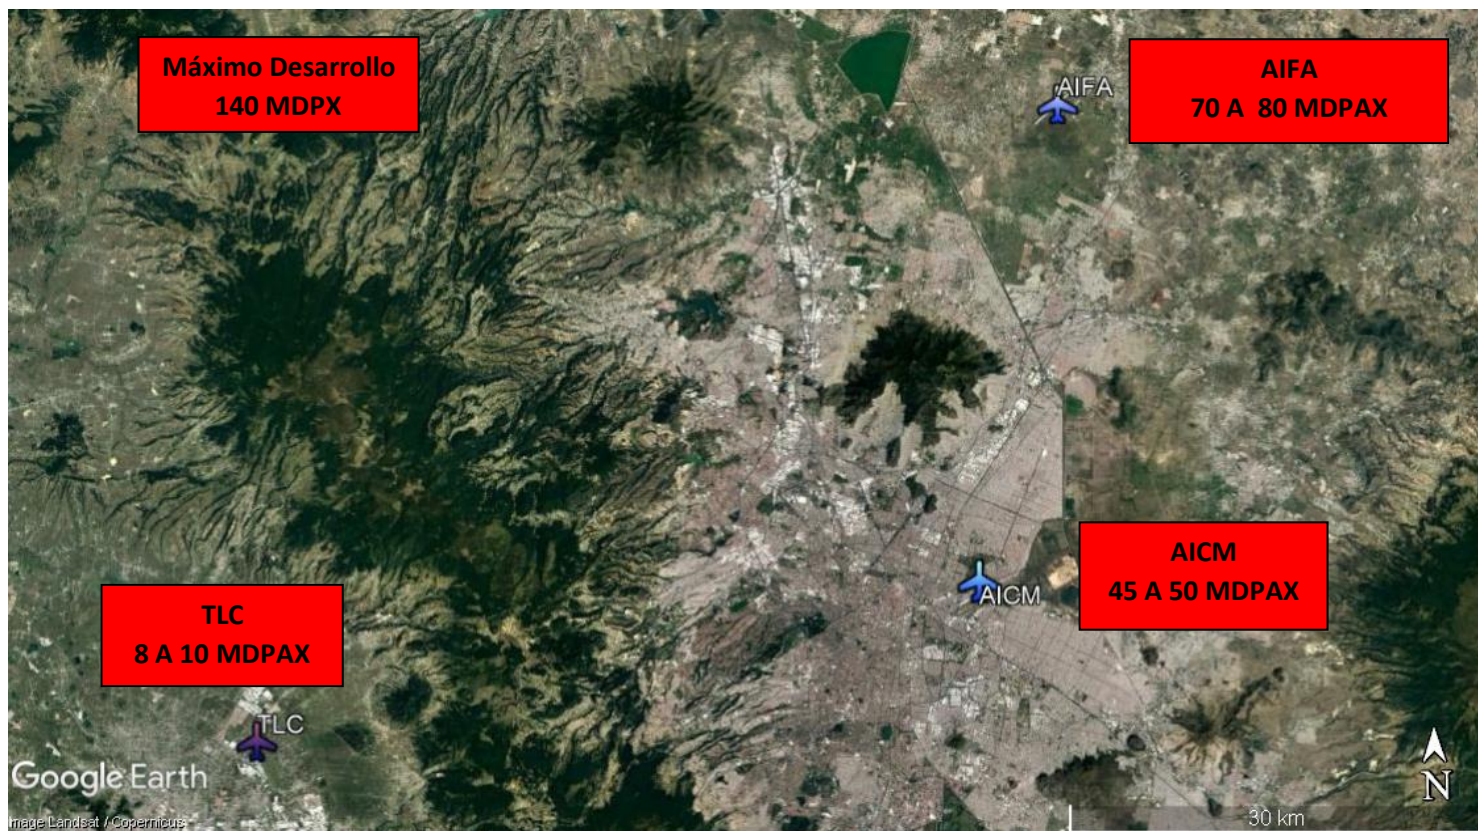 Máximo Desarrollo
140 MDPX
AIFA
70 A 80 MDPAX
AIFA
AICM
45 A 50 MDPAX
AICM
TLC
8 A 10 MDPAX
TLC
Google Earth
N
30 km
mage Landsat / Copernicus